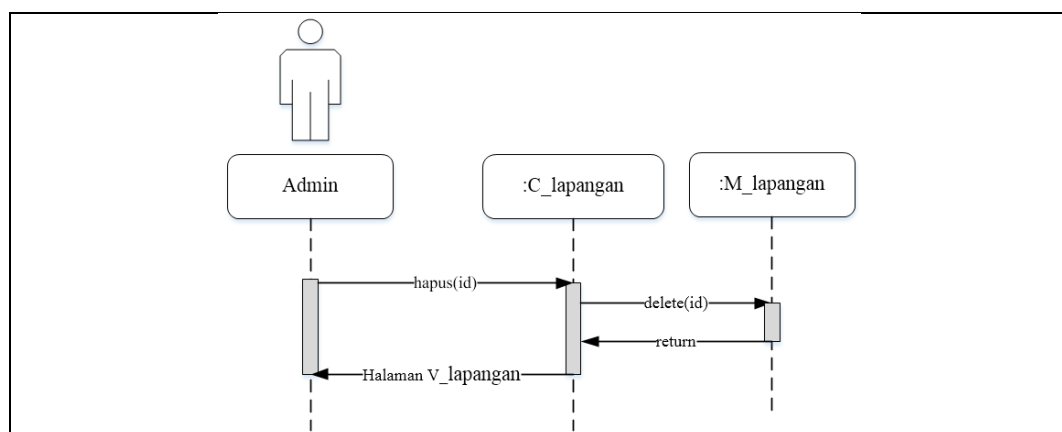 Admin
:C_lapangan
:M_lapangan
hapus(id)
delete(id)
return
Halaman V_lapangan